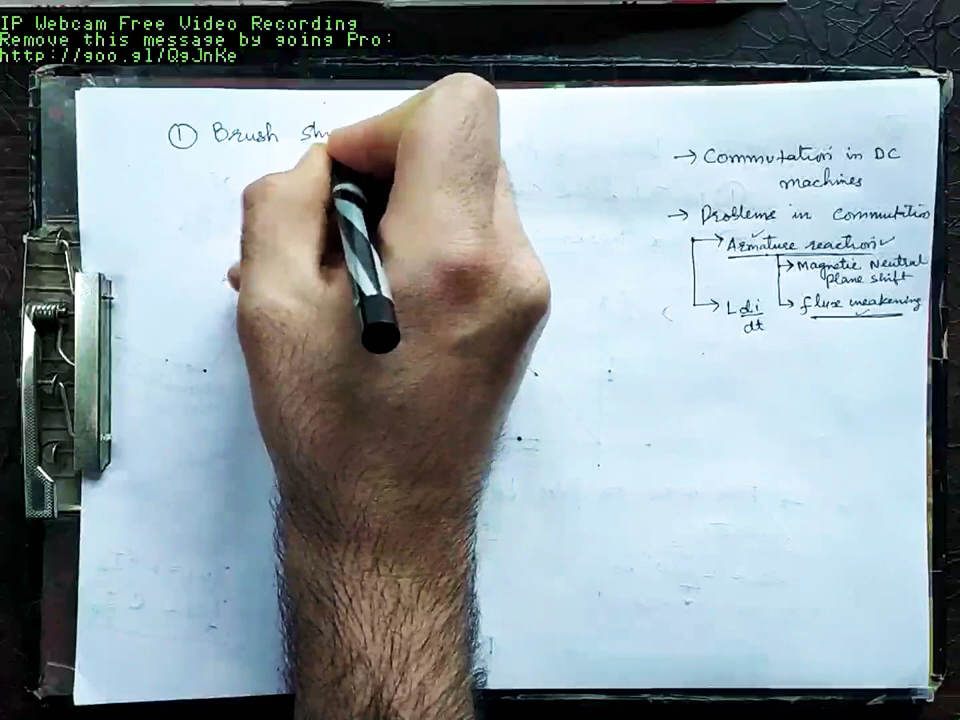 IP Webcam Free Video Recording
Remove this message by going Pro:
http://goo.gl/QgJnKe
① Brush Sh
→ Commutation in DC
machines
→ Problems in Commutation
→ Armature reaction
→ Magnetic Neutral
Plane shift
→ flux weakening
→ L di/dt